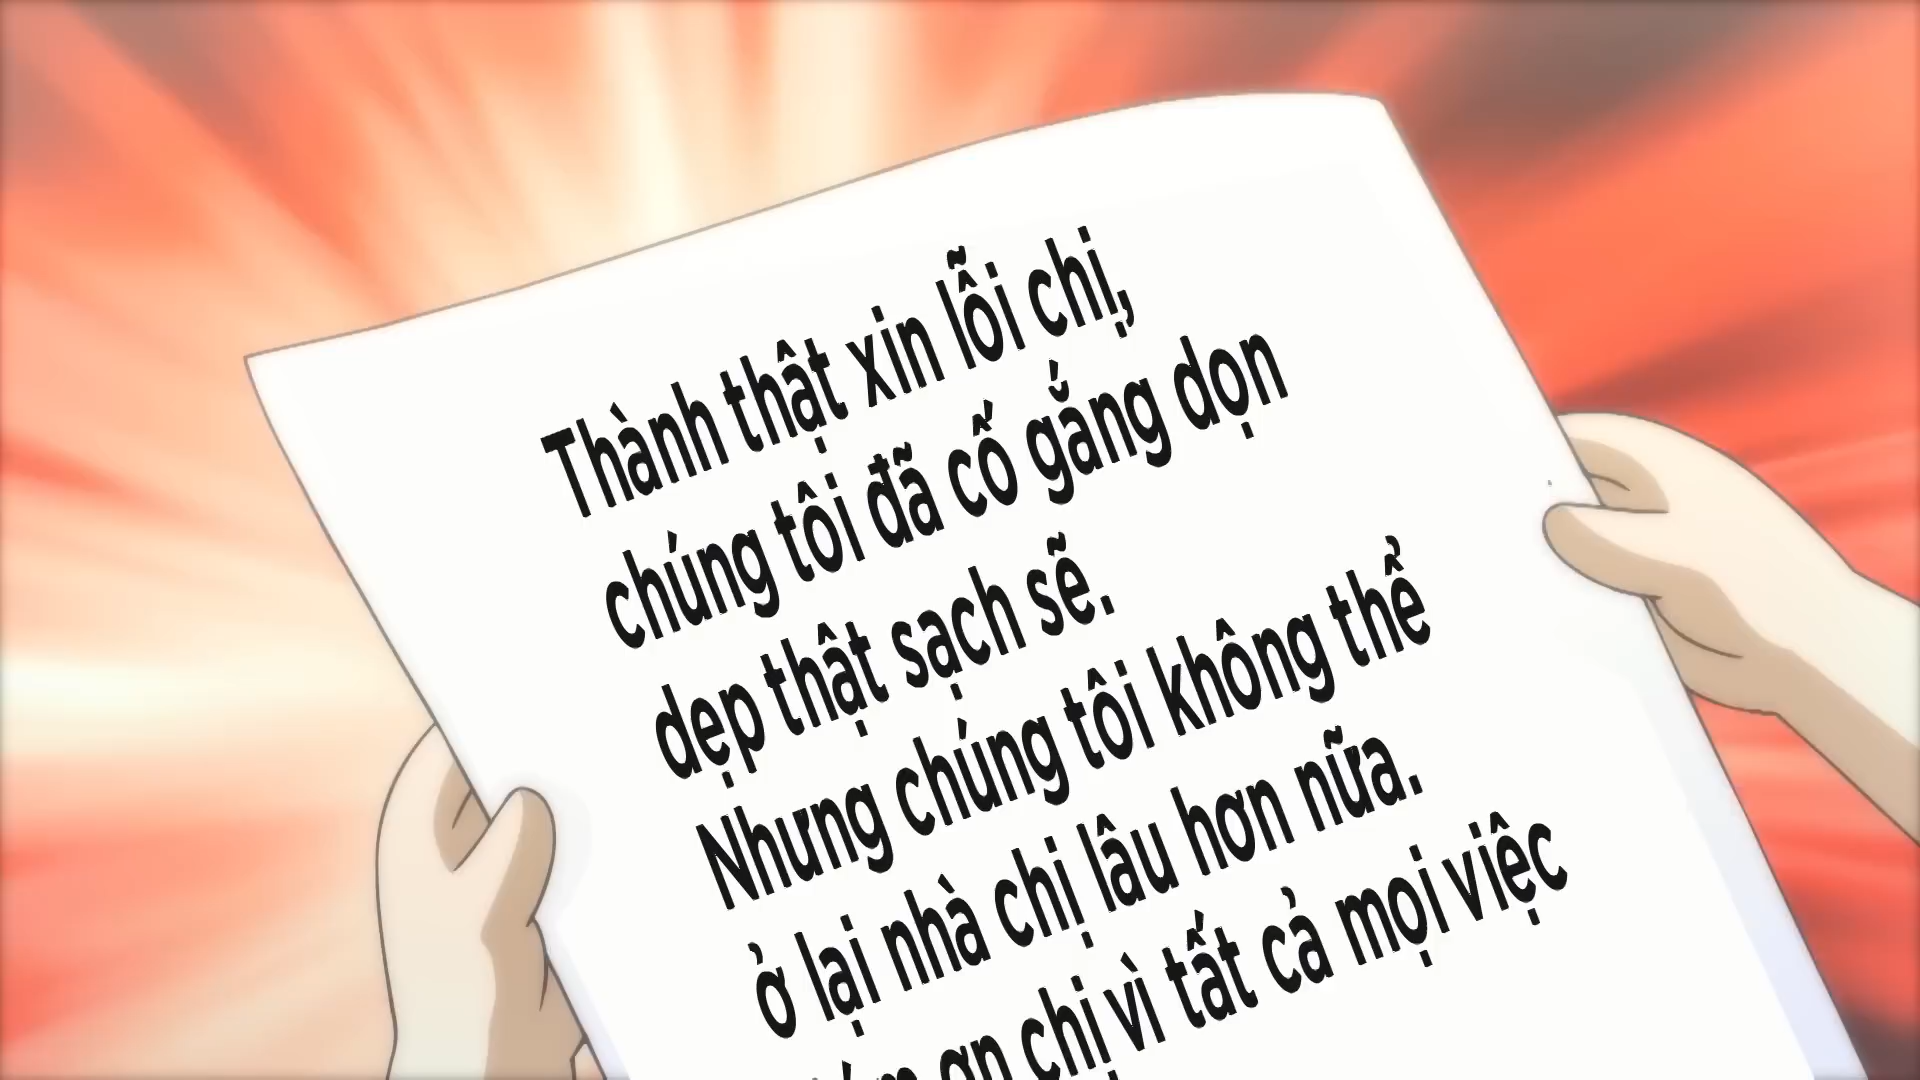 Thành thật xin lỗi chị,
chúng tôi đã cố gắng dọn
dẹp thật sạch sẽ.
Nhưng chúng tôi không thể
ở lại nhà chị lâu hơn nữa.
ơn chị vì tất cả mọi việc